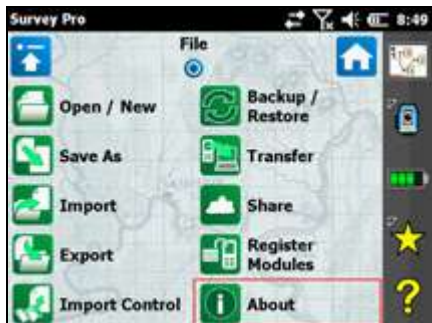 Survey Pro 8:49
File
Open / New
Backup /
Restore
Save As
Transfer
Import
Share
Export
Register
Modules
Import Control
About
?